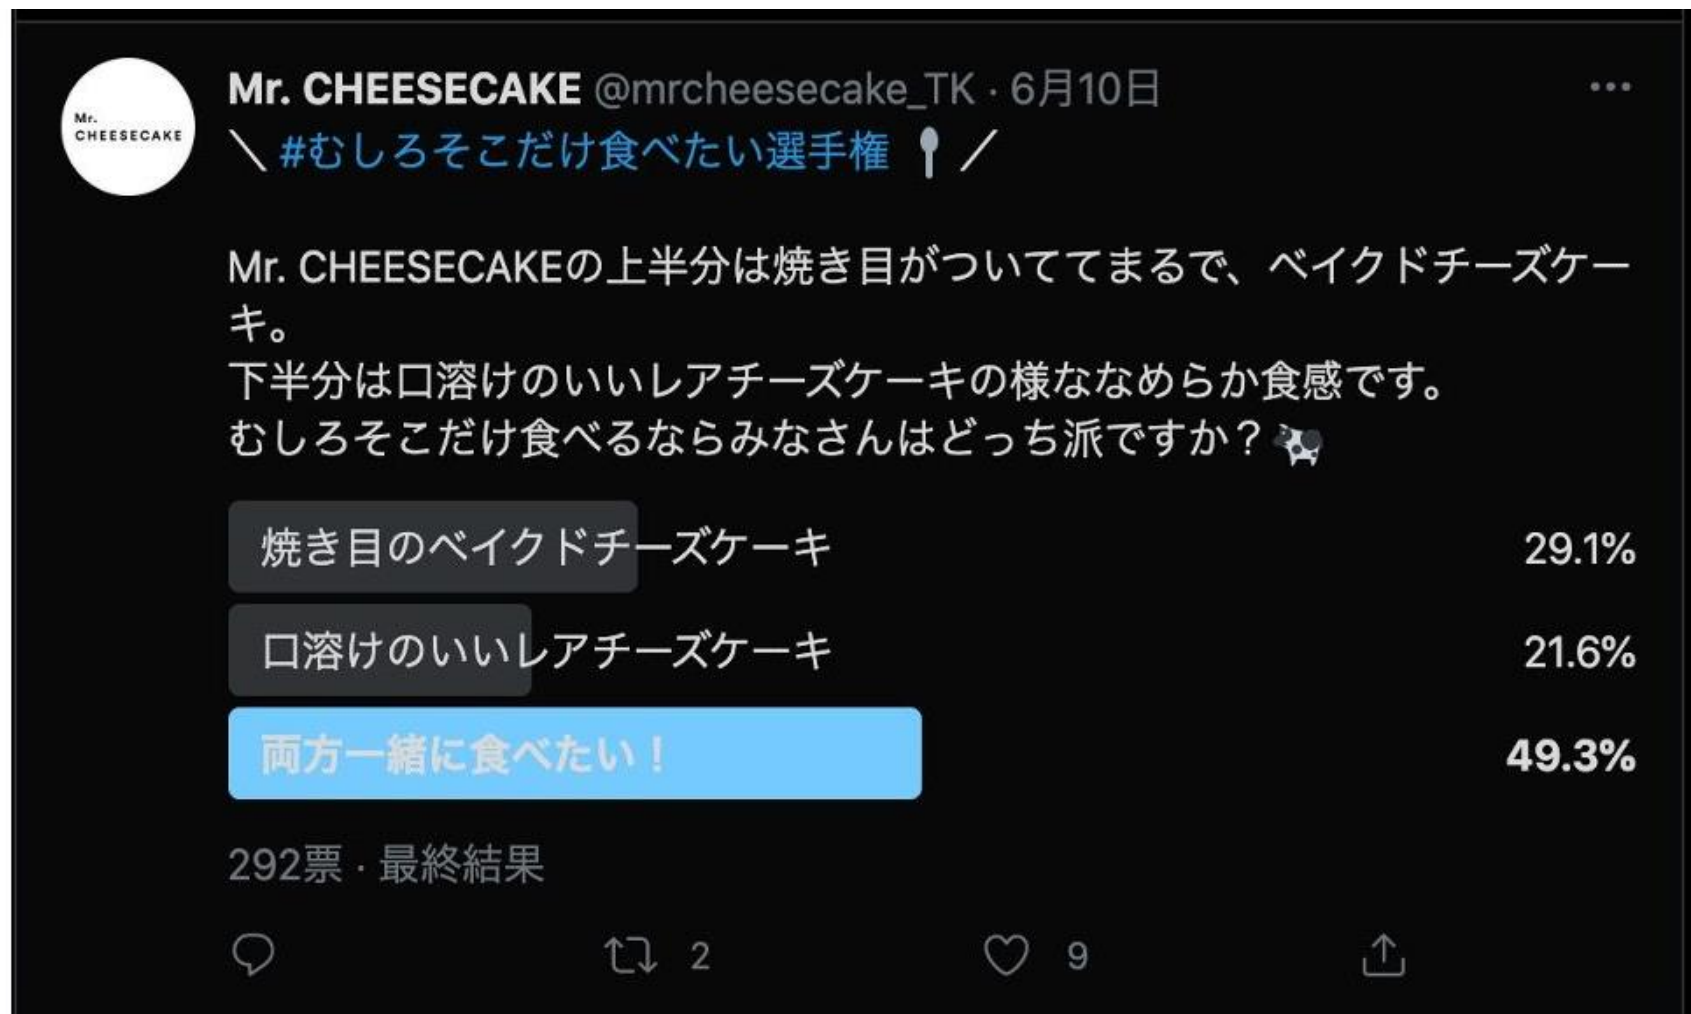 Mr.
CHEESECAKE
Mr. CHEESECAKE @mrcheesecake_TK · 6月10日
＼ #むしろそこだけ食べたい選手権 🥄 ／
Mr. CHEESECAKEの上半分は焼き目がついててまるで、ベイクドチーズケー
キ。
下半分は口溶けのいいレアチーズケーキの様ななめらか食感です。
むしろそこだけ食べるならみなさんはどっち派ですか？🐄
焼き目のベイクドチーズケーキ 29.1%
口溶けのいいレアチーズケーキ 21.6%
両方一緒に食べたい！ 49.3%
292票 · 最終結果
2 9